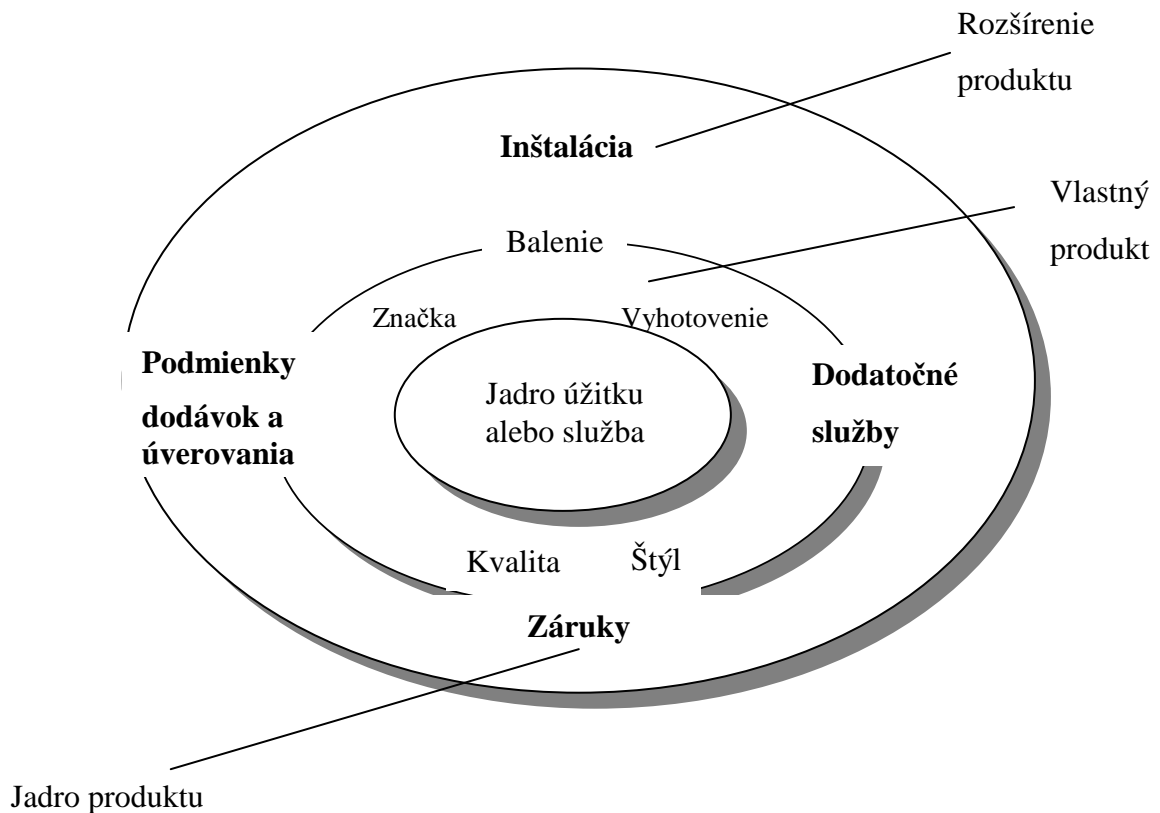 Rozšírenie
produktu
Inštalácia
Vlastný
produkt
Balenie
Značka
Vyhotovenie
Podmienky
dodávok a
úverovania
Jadro úžitku
alebo služba
Dodatočné
služby
Kvalita
Štýl
Záruky
Jadro produktu